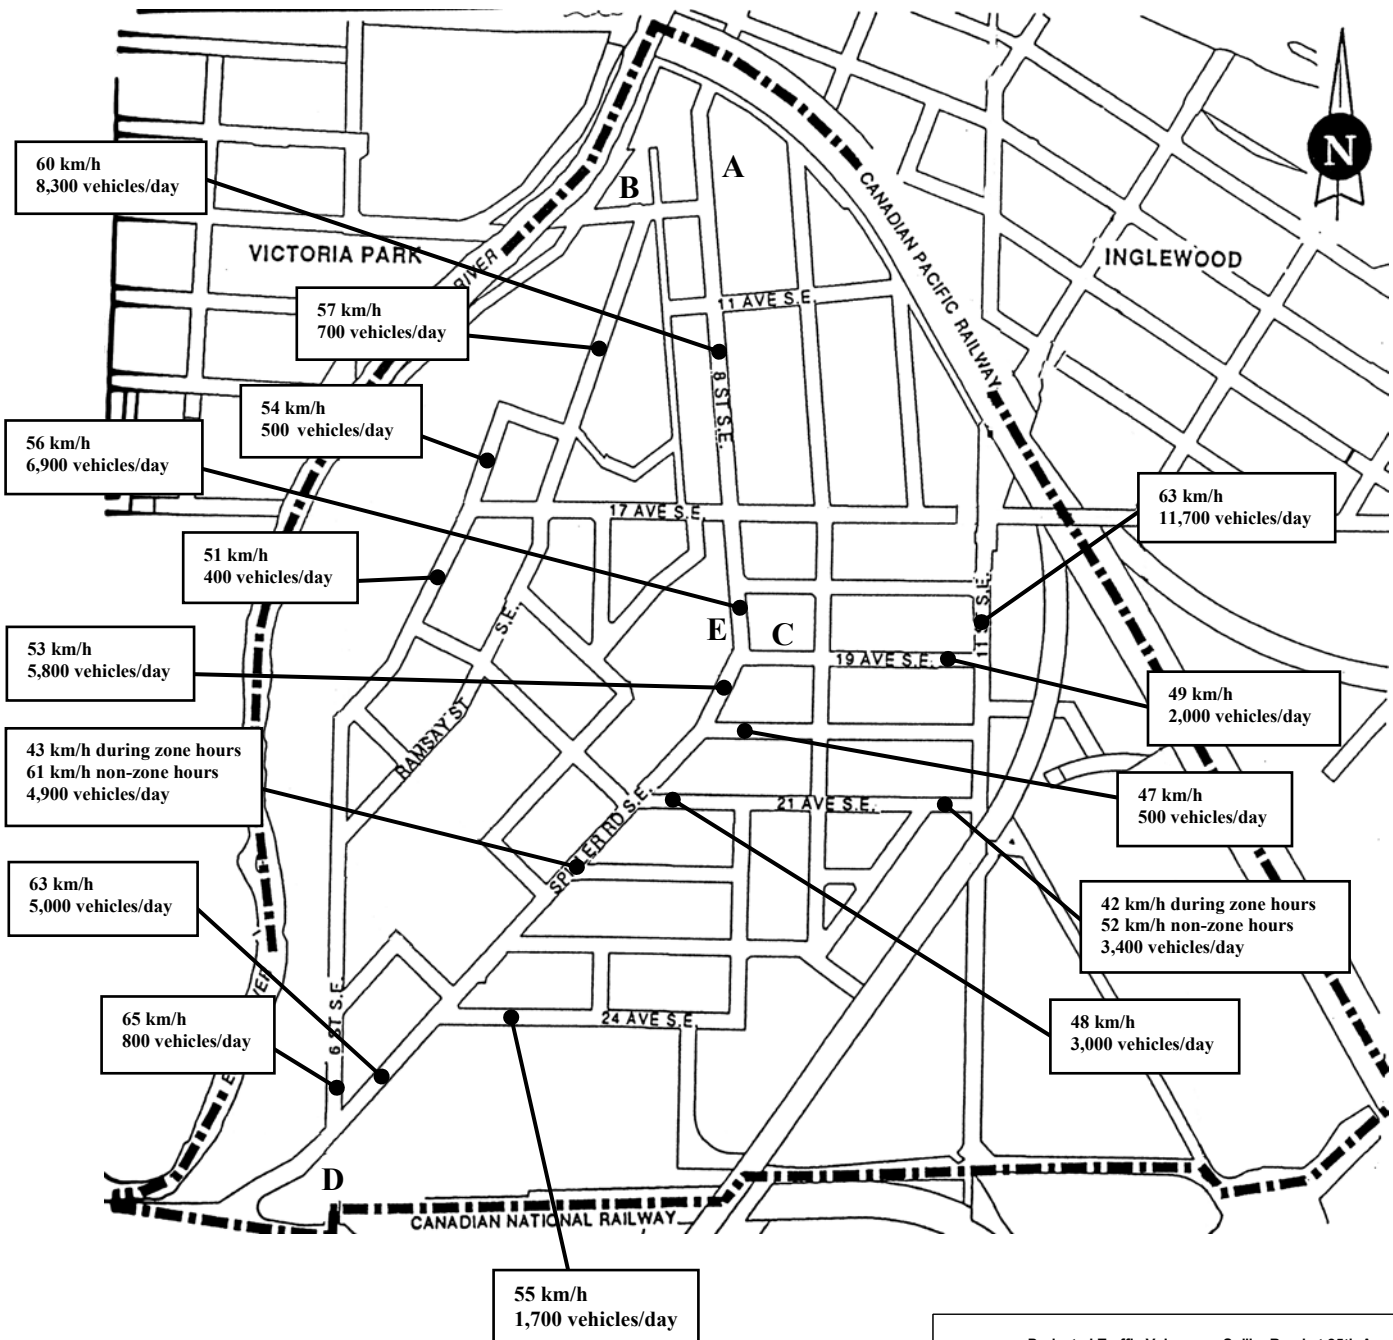 N
60 km/h
8,300 vehicles/day
A
B
CANADIAN PACIFIC RAILWAY
VICTORIA PARK
RIVER
INGLEWOOD
57 km/h
700 vehicles/day
11 AVE S.E.
8 ST S.E.
54 km/h
500 vehicles/day
56 km/h
6,900 vehicles/day
63 km/h
11,700 vehicles/day
17 AVE S.E.
51 km/h
400 vehicles/day
S.E.
E
C
53 km/h
5,800 vehicles/day
19 AVE S.E.
49 km/h
2,000 vehicles/day
RAMSAY ST
43 km/h during zone hours
61 km/h non-zone hours
4,900 vehicles/day
47 km/h
500 vehicles/day
21 AVE S.E.
RD S.E.
63 km/h
5,000 vehicles/day
42 km/h during zone hours
52 km/h non-zone hours
3,400 vehicles/day
65 km/h
800 vehicles/day
6 ST S.E.
24 AVE S.E.
48 km/h
3,000 vehicles/day
D
CANADIAN NATIONAL RAILWAY
55 km/h
1,700 vehicles/day